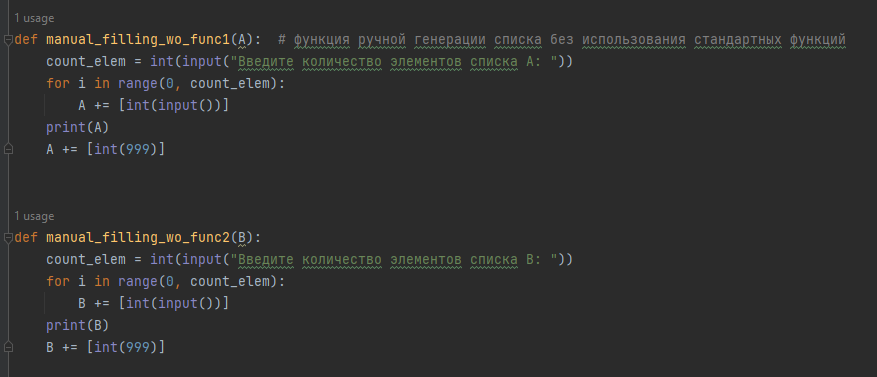 1 usage
def manual_filling_wo_func1(A):  # функция ручной генерации списка без использования стандартных функций
    count_elem = int(input("Введите количество элементов списка A: "))
    for i in range(0, count_elem):
        A += [int(input())]
    print(A)
    A += [int(999)]
1 usage
def manual_filling_wo_func2(B):
    count_elem = int(input("Введите количество элементов списка B: "))
    for i in range(0, count_elem):
        B += [int(input())]
    print(B)
    B += [int(999)]